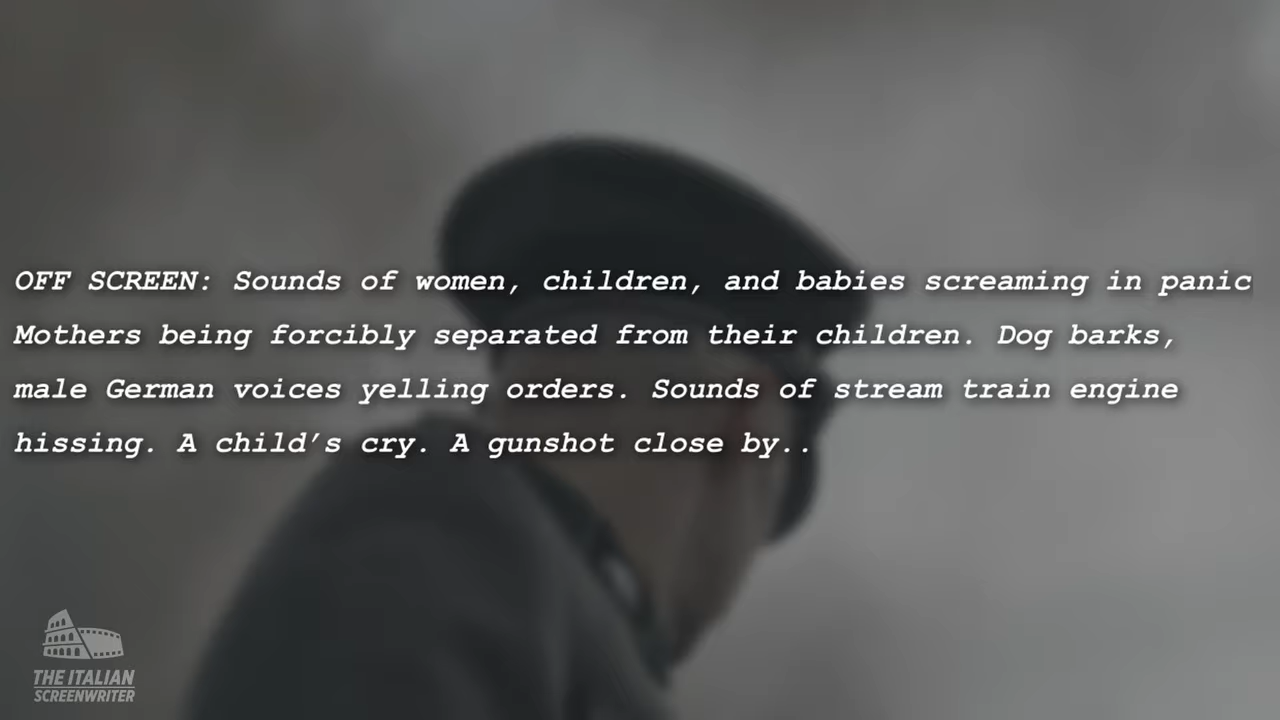 OFF SCREEN: Sounds of women, children, and babies screaming in panic
Mothers being forcibly separated from their children. Dog barks,
male German voices yelling orders. Sounds of stream train engine
hissing. A child’s cry. A gunshot close by..
THE ITALIAN
SCREENWRITER